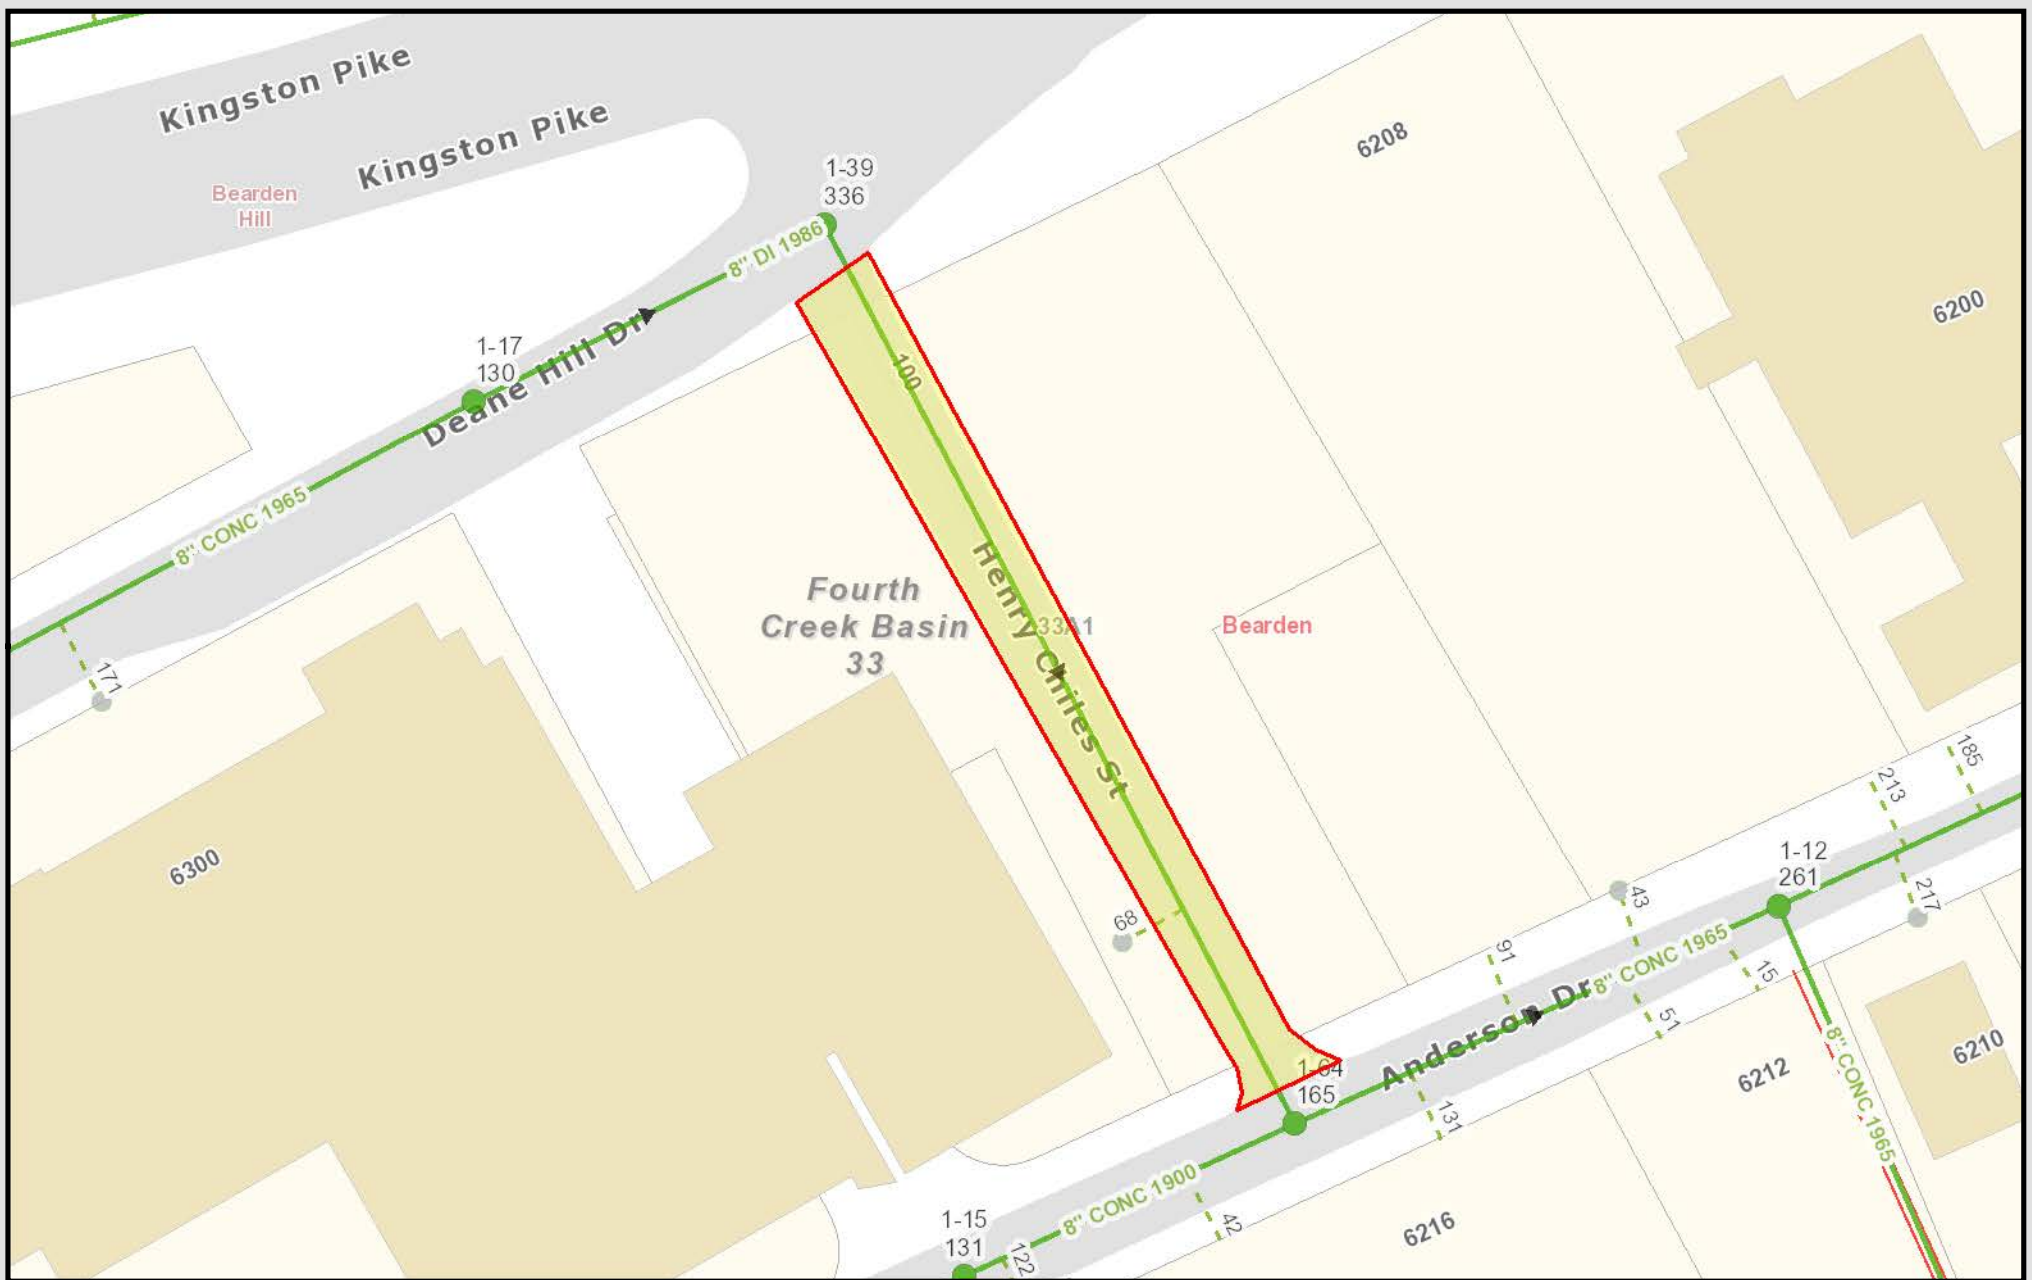 Kingston Pike
Kingston Pike
Bearden
Hill
1-39
336
8" DI 1986
6208
6200
1-17
130
Deane Hill Dr
100
8" CONC 1965
Henry Chiles St
Fourth
Creek Basin
33
33A1
Bearden
171
185
213
6300
1-12
261
43
217
68
91
8" CONC 1965
15
51
Anderson Dr
6210
1-64
165
6212
8" CONC 1965
131
8" CONC 1900
1-15
131
122
42
6216